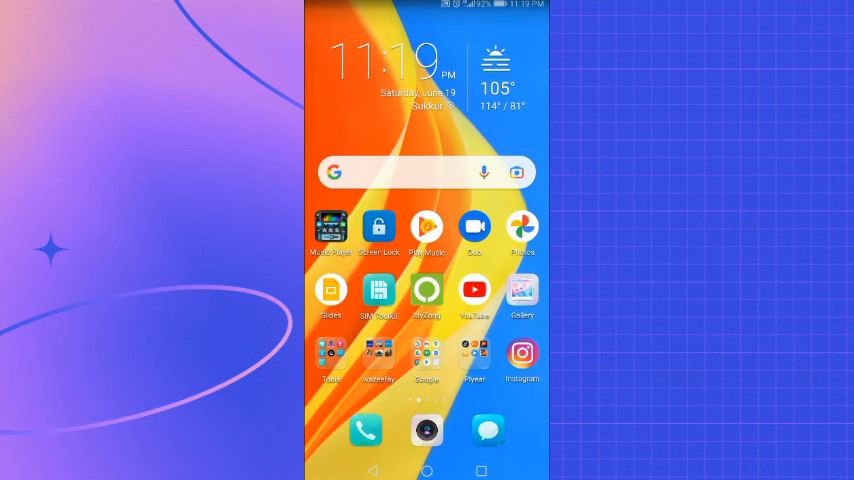 92% 11:19 PM
11:19 PM
Saturday, June 19
Sukkur
105°
114° / 81°
Music Player Screen Lock Play Music Duo Photos
Slides SIM Toolkit MyZong YouTube Gallery
Tools wazeefay Google Plyear Instagram